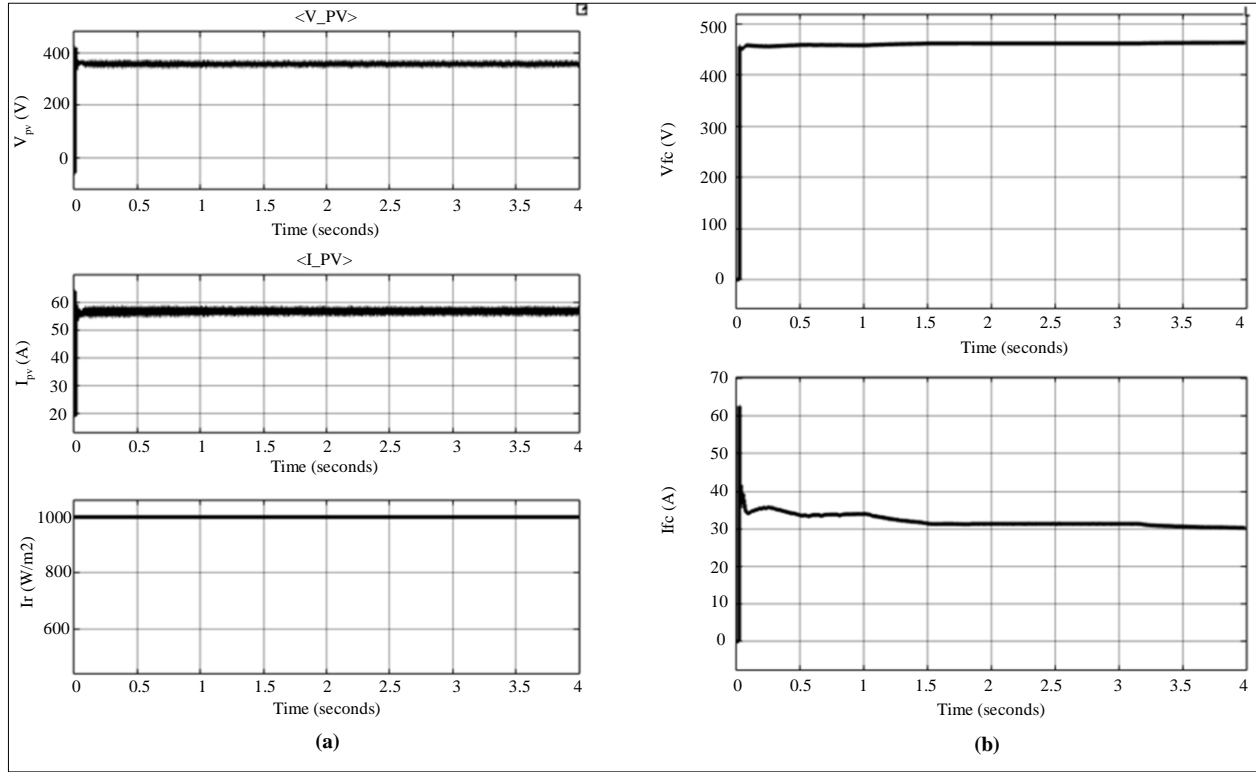 <V_PV>
400
200
0
V_pv (V)
0 0.5 1 1.5 2 2.5 3 3.5 4
Time (seconds)
<I_PV>
60
50
40
30
20
I_pv (A)
0 0.5 1 1.5 2 2.5 3 3.5 4
Time (seconds)
1000
800
600
Ir (W/m2)
0 0.5 1 1.5 2 2.5 3 3.5 4
Time (seconds)
(a)
500
400
300
200
100
0
Vfc (V)
0 0.5 1 1.5 2 2.5 3 3.5 4
Time (seconds)
70
60
50
40
30
20
10
0
Ifc (A)
0 0.5 1 1.5 2 2.5 3 3.5 4
Time (seconds)
(b)